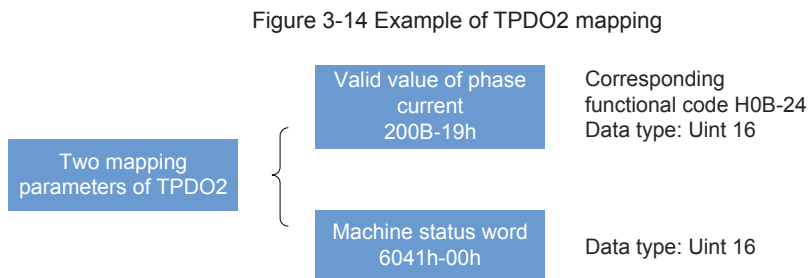 Figure 3-14 Example of TPDO2 mapping
Valid value of phase
current
200B-19h
Corresponding
functional code H0B-24
Data type: Uint 16
Two mapping
parameters of TPDO2
Machine status word
6041h-00h
Data type: Uint 16